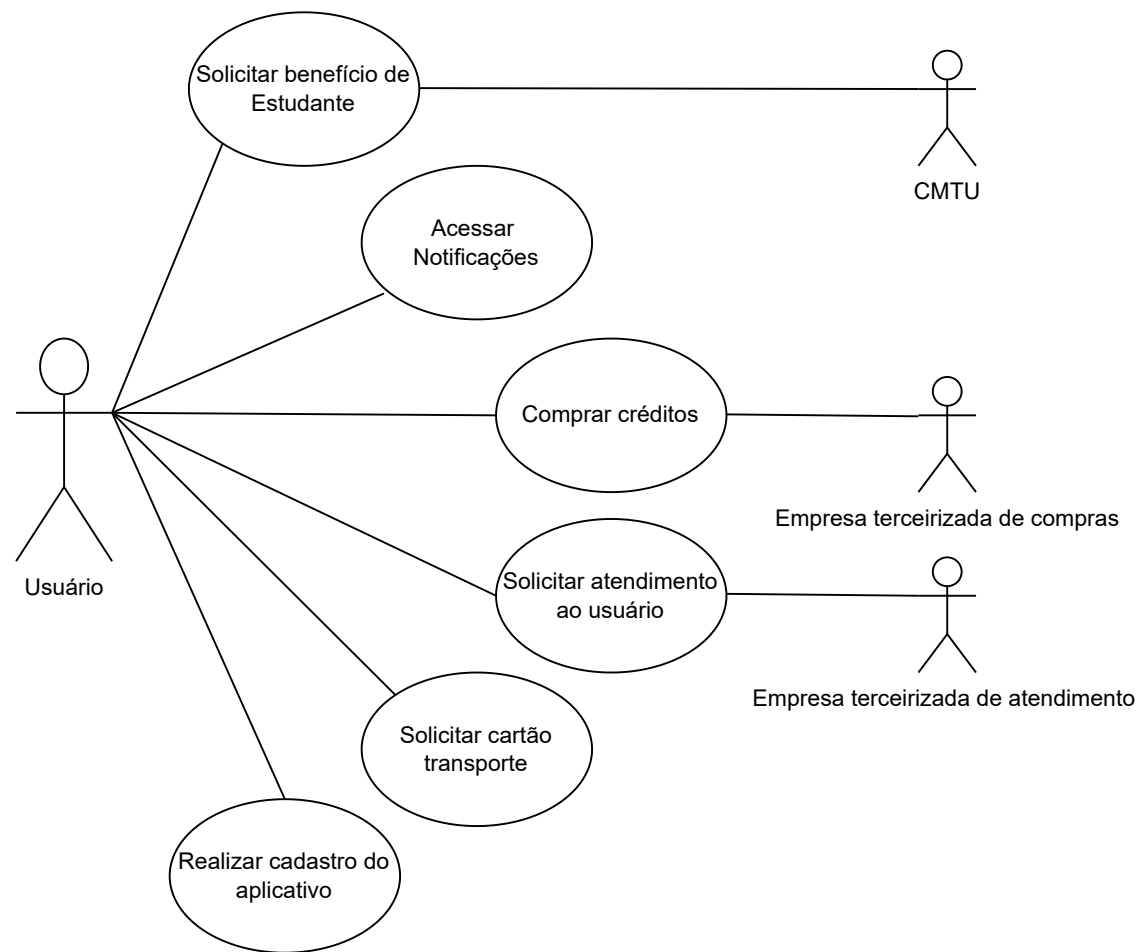 Solicitar benefício de
Estudante
CMTU
Acessar
Notificações
Comprar créditos
Empresa terceirizada de compras
Usuário
Solicitar atendimento
ao usuário
Empresa terceirizada de atendimento
Solicitar cartão
transporte
Realizar cadastro do
aplicativo